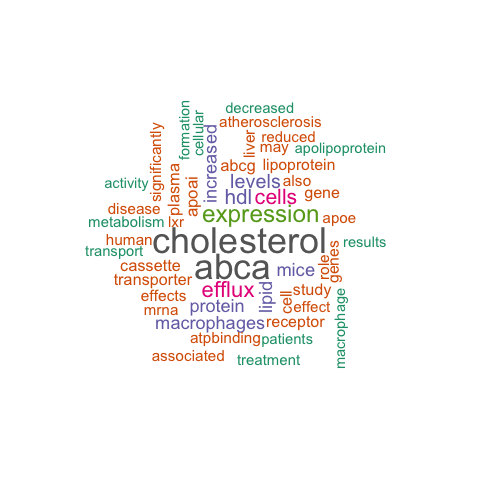 decreased
atherosclerosis
formation
cellular
significantly
increased
liver
reduced
may
apolipoprotein
abcg
lipoprotein
plasma
apoai
activity
levels
also
hdl
cells
gene
disease
metabolism
lxr
expression
apoe
human
cholesterol
results
transport
cassette
abca
mice
role
genes
transporter
efflux
lipid
cell
study
effects
protein
effect
macrophage
mrna
macrophages
receptor
atpbinding
patients
associated
treatment